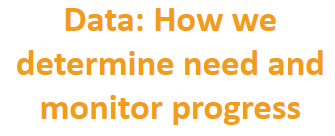 Data: How we
determine need and
monitor progress